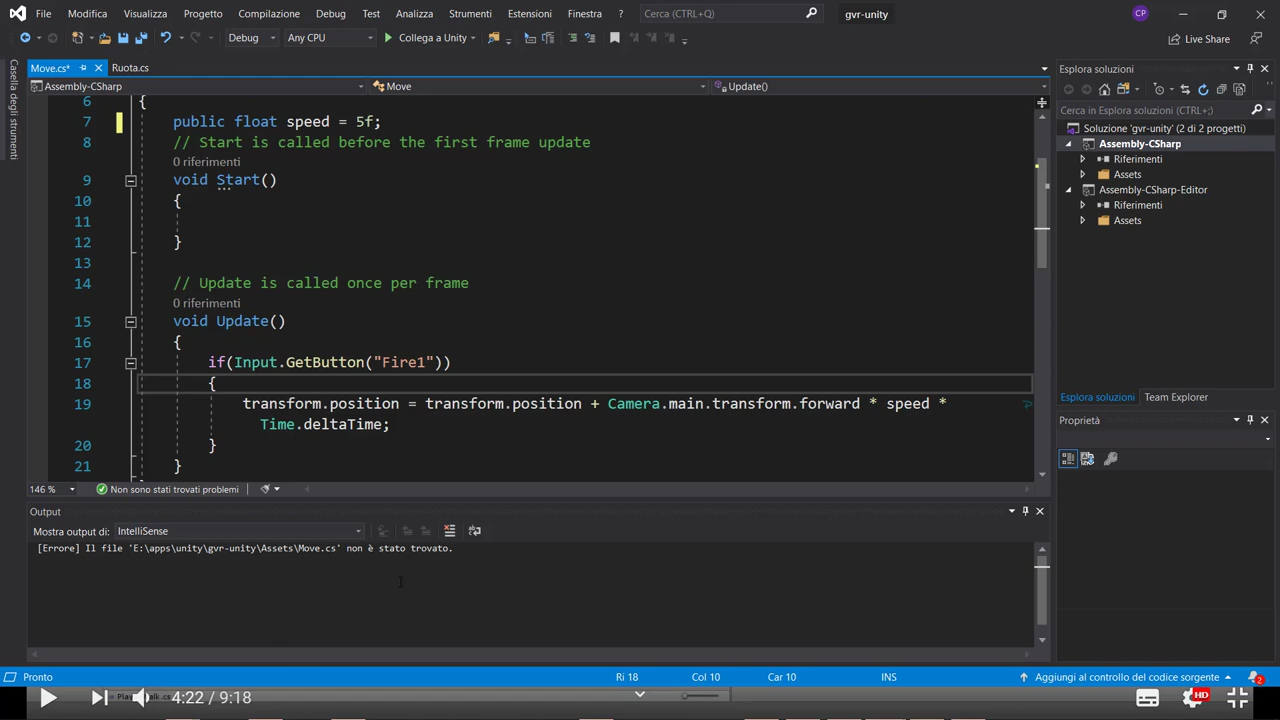 File Modifica Visualizza Progetto Compilazione Debug Test Analizza Strumenti Estensioni Finestra ? Cerca (CTRL+Q) gvr-unity CP
Debug Any CPU Collega a Unity Live Share
Casella degli strumenti
Move.cs* Ruota.cs
Assembly-CSharp Move Update()
6 {
7 public float speed = 5f;
8 // Start is called before the first frame update
0 riferimenti
9 void Start()
10 {
11
12 }
13
14 // Update is called once per frame
0 riferimenti
15 void Update()
16 {
17 if(Input.GetButton("Fire1"))
18 {
19 transform.position = transform.position + Camera.main.transform.forward * speed *
Time.deltaTime;
20 }
21 }
146 % Non sono stati trovati problemi
Output
Mostra output di: IntelliSense
[Errore] Il file 'E:\apps\unity\gvr-unity\Assets\Move.cs' non è stato trovato.
Esplora soluzioni
Cerca in Esplora soluzioni (CTRL+;)
Soluzione 'gvr-unity' (2 di 2 progetti)
Assembly-CSharp
Riferimenti
Assets
Assembly-CSharp-Editor
Riferimenti
Assets
Esplora soluzioni Team Explorer
Proprietà
Pronto Ri 18 Col 10 Car 10 INS Aggiungi al controllo del codice sorgente 2
4:22 / 9:18 HD